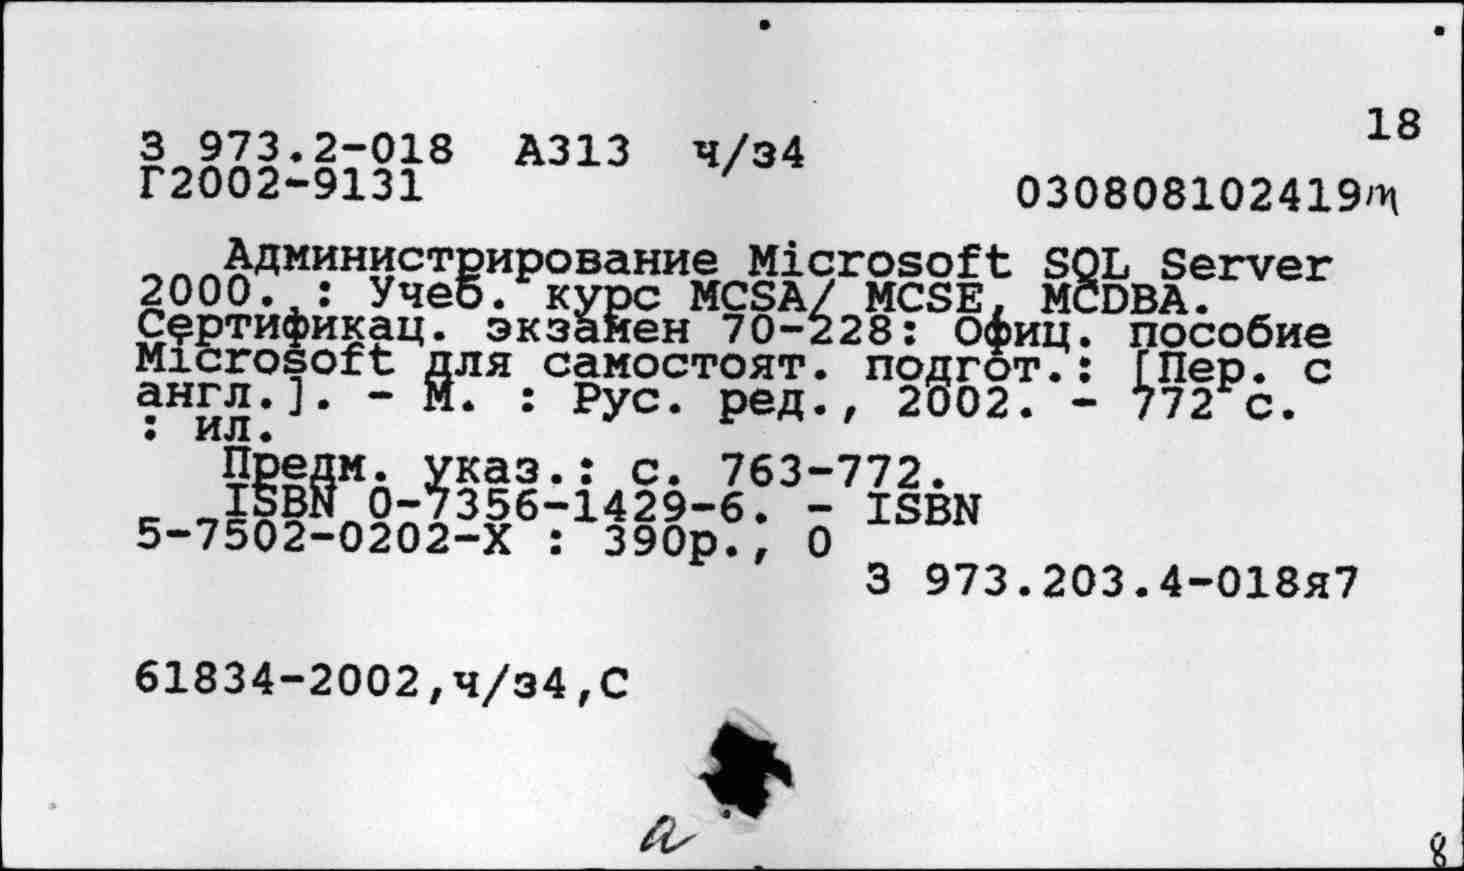 18
З 973.2-018 А313 ч/з4
Г2002-9131
030808102419
Администрирование Microsoft SQL Server
2000. : Учеб. курс MCSA/ MCSE, MCDBA.
Сертификац. экзамен 70-228: Офиц. пособие
Microsoft для самостоят. подгот.: [Пер. с
англ.]. - М. : Рус. ред., 2002. - 772 с.
: ил.
Предм. указ.: с. 763-772.
ISBN 0-7356-1429-6. - ISBN
5-7502-0202-X : 390р., 0
З 973.203.4-018я7
61834-2002,ч/з4,С
а
8